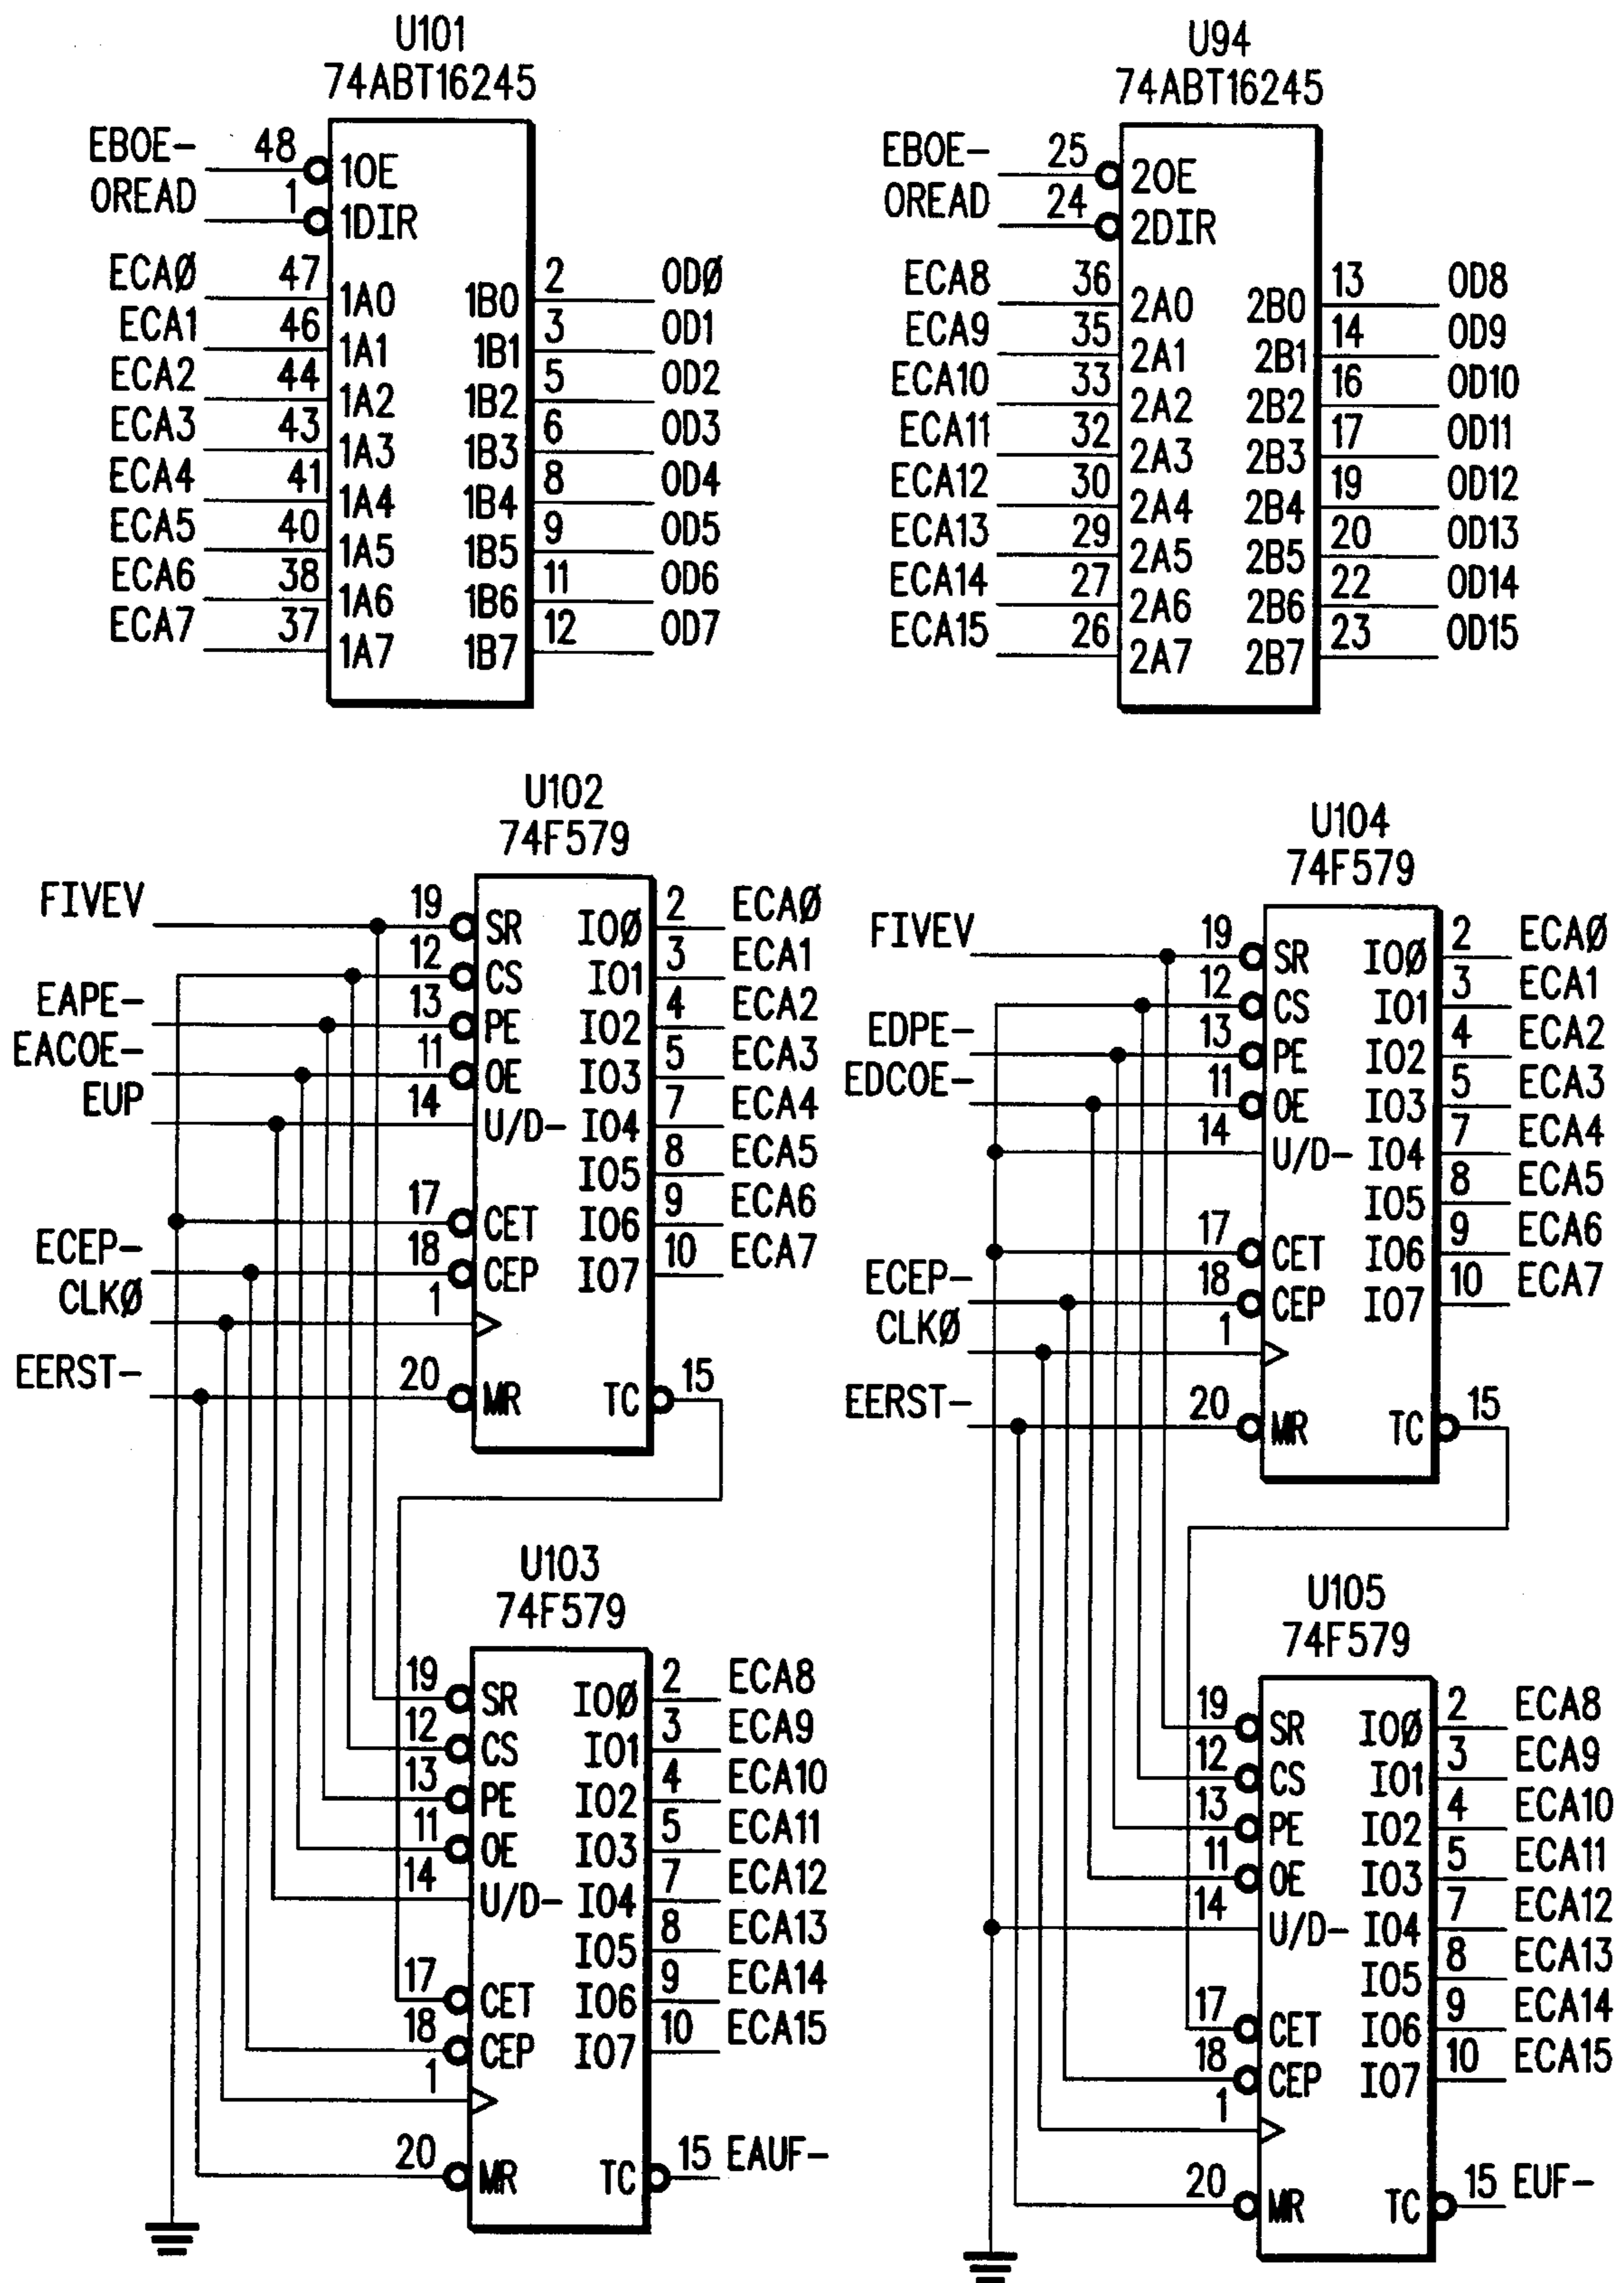 U101
74ABT16245
EBOE- 48 1OE
OREAD 1 1DIR
ECAØ 47 1A0 1B0 2 ODØ
ECA1 46 1A1 1B1 3 OD1
ECA2 44 1A2 1B2 5 OD2
ECA3 43 1A3 1B3 6 OD3
ECA4 41 1A4 1B4 8 OD4
ECA5 40 1A5 1B5 9 OD5
ECA6 38 1A6 1B6 11 OD6
ECA7 37 1A7 1B7 12 OD7
U94
74ABT16245
EBOE- 25 2OE
OREAD 24 2DIR
ECA8 36 2A0 2B0 13 OD8
ECA9 35 2A1 2B1 14 OD9
ECA10 33 2A2 2B2 16 OD10
ECA11 32 2A3 2B3 17 OD11
ECA12 30 2A4 2B4 19 OD12
ECA13 29 2A5 2B5 20 OD13
ECA14 27 2A6 2B6 22 OD14
ECA15 26 2A7 2B7 23 OD15
U102
74F579
FIVEV 19 SR IOØ 2 ECAØ
12 CS IO1 3 ECA1
EAPE- 13 PE IO2 4 ECA2
EACOE- 11 OE IO3 5 ECA3
EUP 14 U/D- IO4 7 ECA4
IO5 8 ECA5
17 CET IO6 9 ECA6
ECEP- 18 CEP IO7 10 ECA7
CLKØ 1
EERST- 20 MR TC 15
U104
74F579
FIVEV 19 SR IOØ 2 ECAØ
12 CS IO1 3 ECA1
EDPE- 13 PE IO2 4 ECA2
EDCOE- 11 OE IO3 5 ECA3
14 U/D- IO4 7 ECA4
IO5 8 ECA5
17 CET IO6 9 ECA6
ECEP- 18 CEP IO7 10 ECA7
CLKØ 1
EERST- 20 MR TC 15
U103
74F579
19 SR IOØ 2 ECA8
12 CS IO1 3 ECA9
13 PE IO2 4 ECA10
11 OE IO3 5 ECA11
14 U/D- IO4 7 ECA12
IO5 8 ECA13
17 CET IO6 9 ECA14
18 CEP IO7 10 ECA15
1
20 MR TC 15 EAUF-
U105
74F579
19 SR IOØ 2 ECA8
12 CS IO1 3 ECA9
13 PE IO2 4 ECA10
11 OE IO3 5 ECA11
14 U/D- IO4 7 ECA12
IO5 8 ECA13
17 CET IO6 9 ECA14
18 CEP IO7 10 ECA15
1
20 MR TC 15 EUF-